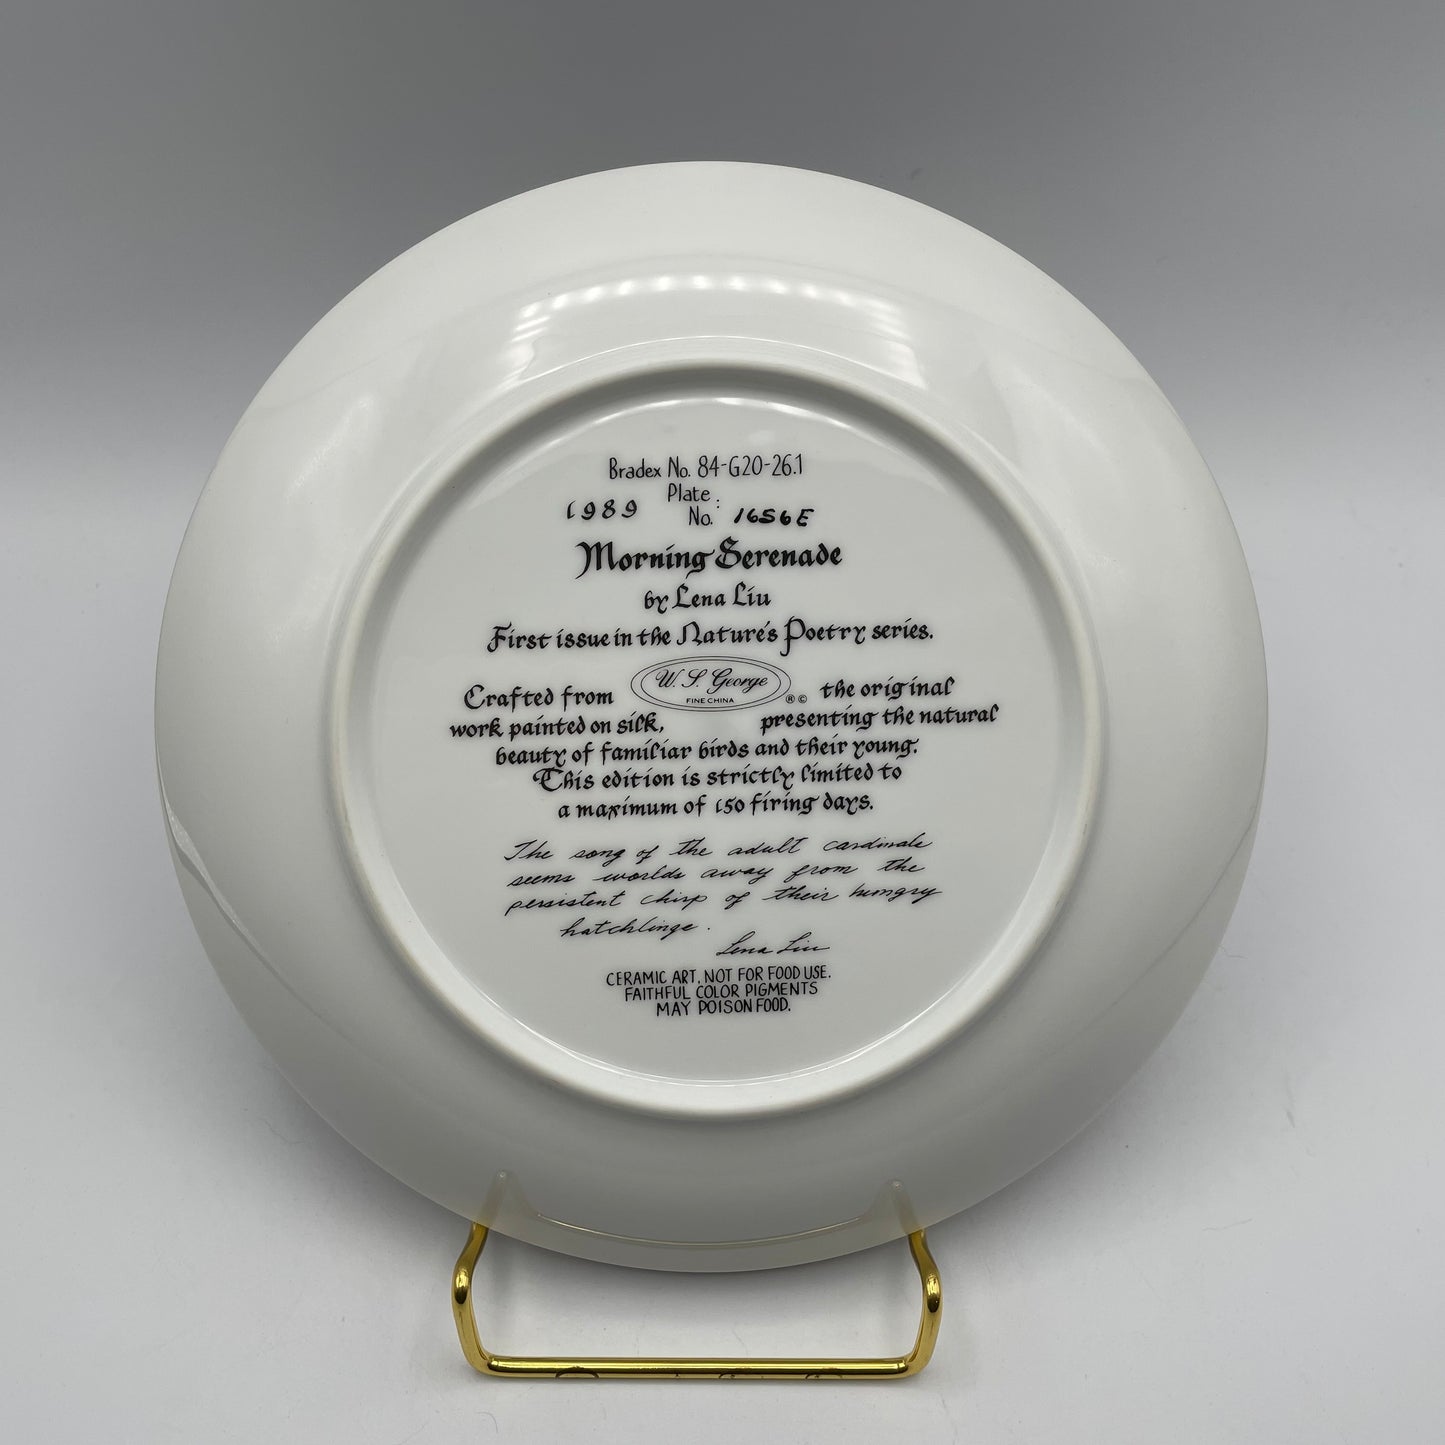 Bradex No. 84-G20-26.1
1989 Plate No. 1656E
Morning Serenade
by Lena Liu
First issue in the Nature's Poetry series.
Crafted from W. S. George FINE CHINA ® © the original
work painted on silk, presenting the natural
beauty of familiar birds and their young.
This edition is strictly limited to
a maximum of 150 firing days.
The song of the adult cardinals
seems worlds away from the
persistent chirp of their hungry
hatchlings.
Lena Liu
CERAMIC ART, NOT FOR FOOD USE.
FAITHFUL COLOR PIGMENTS
MAY POISON FOOD.